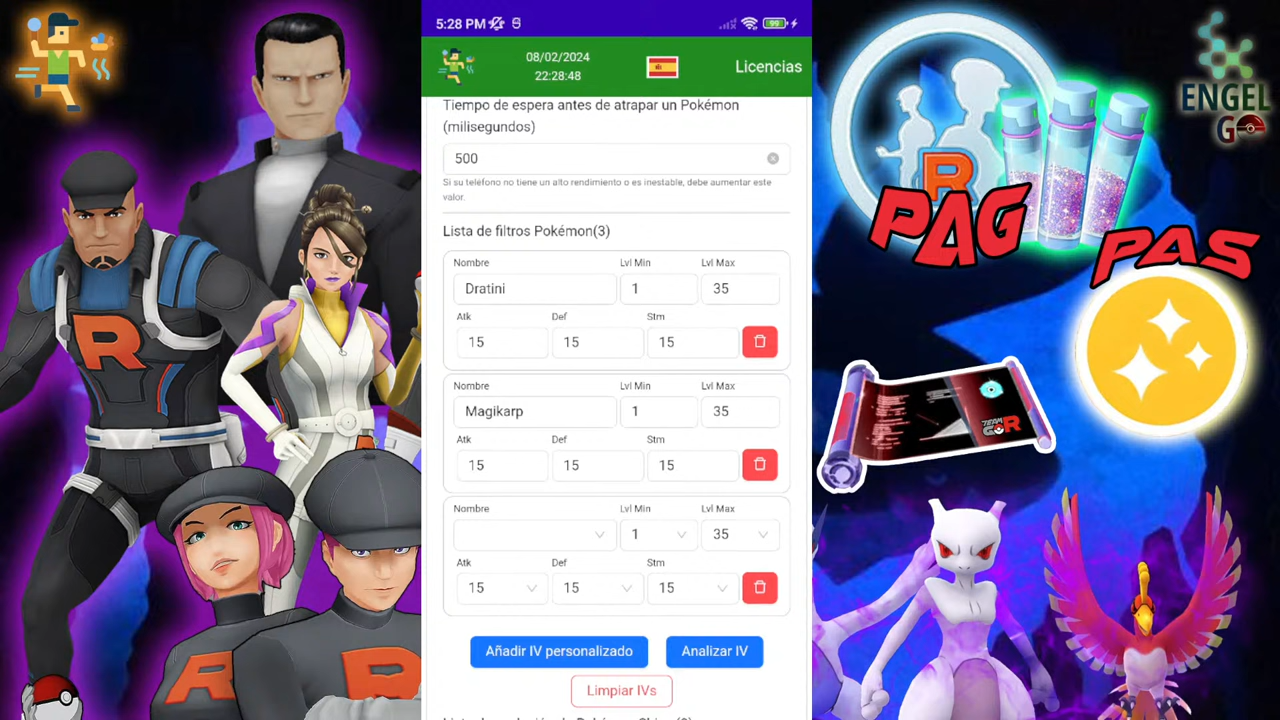 5:28 PM
99
08/02/2024
22:28:48
Licencias
Tiempo de espera antes de atrapar un Pokémon
(milisegundos)
500
Si su teléfono no tiene un alto rendimiento o es inestable, debe aumentar este
valor.
Lista de filtros Pokémon(3)
Nombre Lvl Min Lvl Max
Dratini 1 35
Atk Def Stm
15 15 15
Nombre Lvl Min Lvl Max
Magikarp 1 35
Atk Def Stm
15 15 15
Nombre Lvl Min Lvl Max
1 35
Atk Def Stm
15 15 15
Añadir IV personalizado Analizar IV
Limpiar IVs
R
R
R
R
PAG
PAS
ENGEL
GO
TEAM
GO R